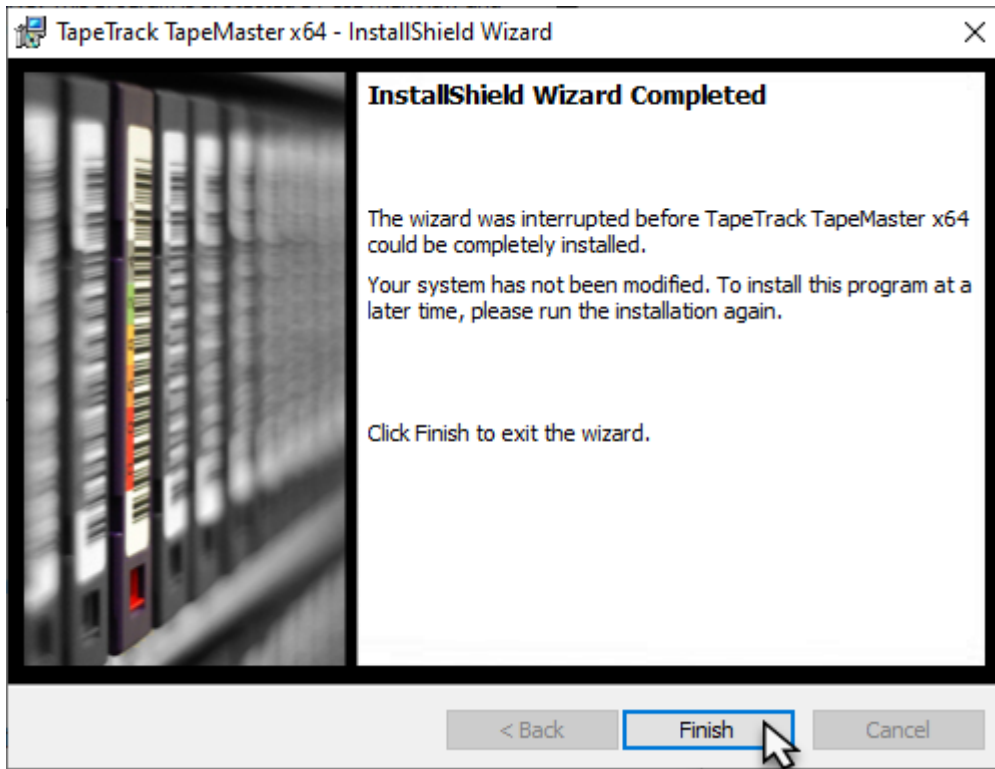 TapeTrack TapeMaster x64 - InstallShield Wizard
InstallShield Wizard Completed
The wizard was interrupted before TapeTrack TapeMaster x64
could be completely installed.
Your system has not been modified. To install this program at a
later time, please run the installation again.
Click Finish to exit the wizard.
< Back
Finish
Cancel